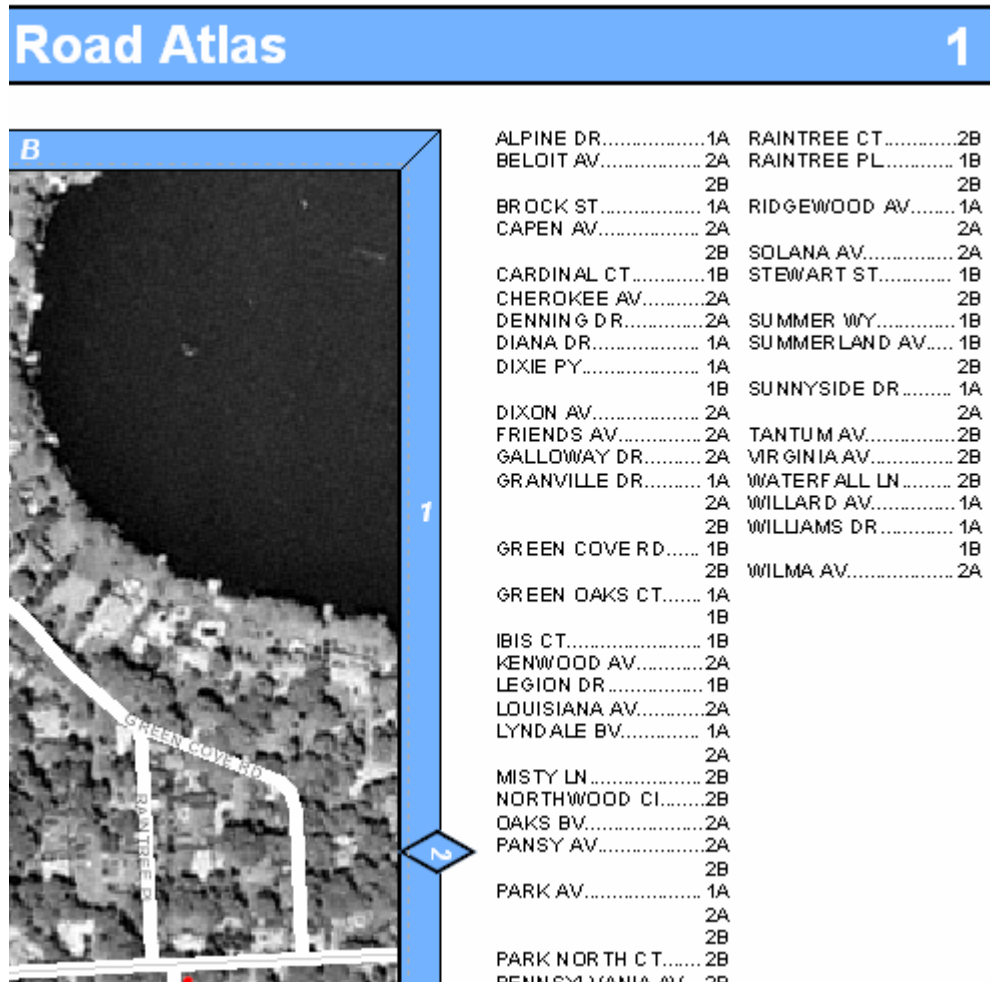 Road Atlas 1
B
1
2
GREEN COVE RD
RAINTREE Pl
ALPINE DR...................1A
BELOIT AV..................2A
2B
BROCK ST.................. 1A
CAPEN AV..................2A
2B
CARDINAL CT.............1B
CHEROKEE AV...........2A
DENNING DR..............2A
DIANA DR.................... 1A
DIXIE PY..................... 1A
1B
DIXON AV................... 2A
FRIENDS AV...............2A
GALLOWAY DR.......... 2A
GRANVILLE DR.......... 1A
2A
2B
GREEN COVE RD...... 1B
2B
GREEN OAKS CT....... 1A
1B
IBIS CT........................ 1B
KENWOOD AV............2A
LEGION DR ................. 1B
LOUISIANA AV............2A
LYNDALE BV.............. 1A
2A
MISTY LN....................2B
NORTHWOOD CI.......2B
OAKS BV.....................2A
PANSY AV...................2A
2B
PARK AV..................... 1A
2A
2B
PARK NORTH CT.......2B
PENNSYLVANIA AV...2B
RAINTREE CT.............2B
RAINTREE PL............. 1B
2B
RIDGEWOOD AV........ 1A
2A
SOLANA AV................ 2A
STEWART ST.............. 1B
2B
SUMMER WY.............. 1B
SUMMERLAND AV..... 1B
2B
SUNNYSIDE DR......... 1A
2A
TANTUM AV................2B
VIRGINIA AV................2B
WATERFALL LN..........2B
WILLARD AV............... 1A
WILLIAMS DR............. 1A
1B
WILMA AV................... 2A